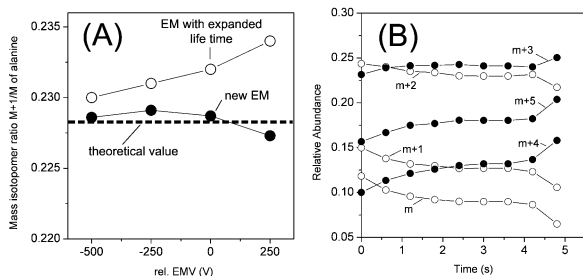 (A)
EM with expanded
life time
new EM
theoretical value
Mass isotopomer ratio M+1/M of alanine
0.235
0.230
0.225
0.220
-500 -250 0 250
rel. EMV (V)
(B)
m+3
m+2
m+5
m+1
m+4
m
Relative Abundance
0.25
0.20
0.15
0.10
0.05
0 1 2 3 4 5
Time (s)